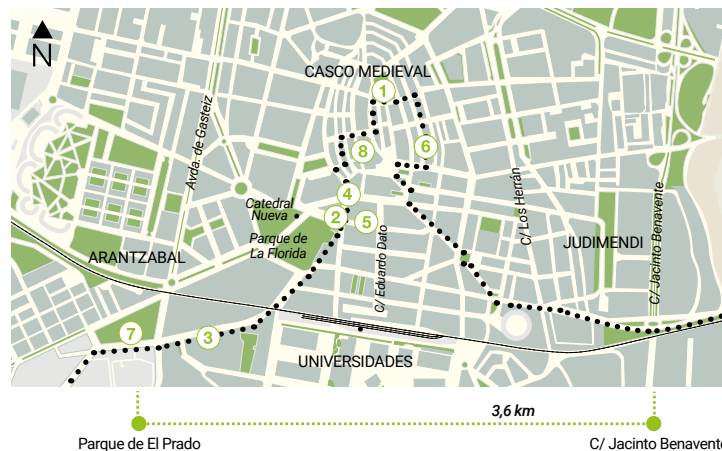 N
CASCO MEDIEVAL
1
6
8
Avda. de Gasteiz
4
Catedral
Nueva
2
5
C/ Los Herrán
Parque de
La Florida
C/ Eduardo Dato
JUDIMENDI
C/ Jacinto Benavente
ARANTZABAL
7
3
UNIVERSIDADES
3,6 km
Parque de El Prado
C/ Jacinto Benavente